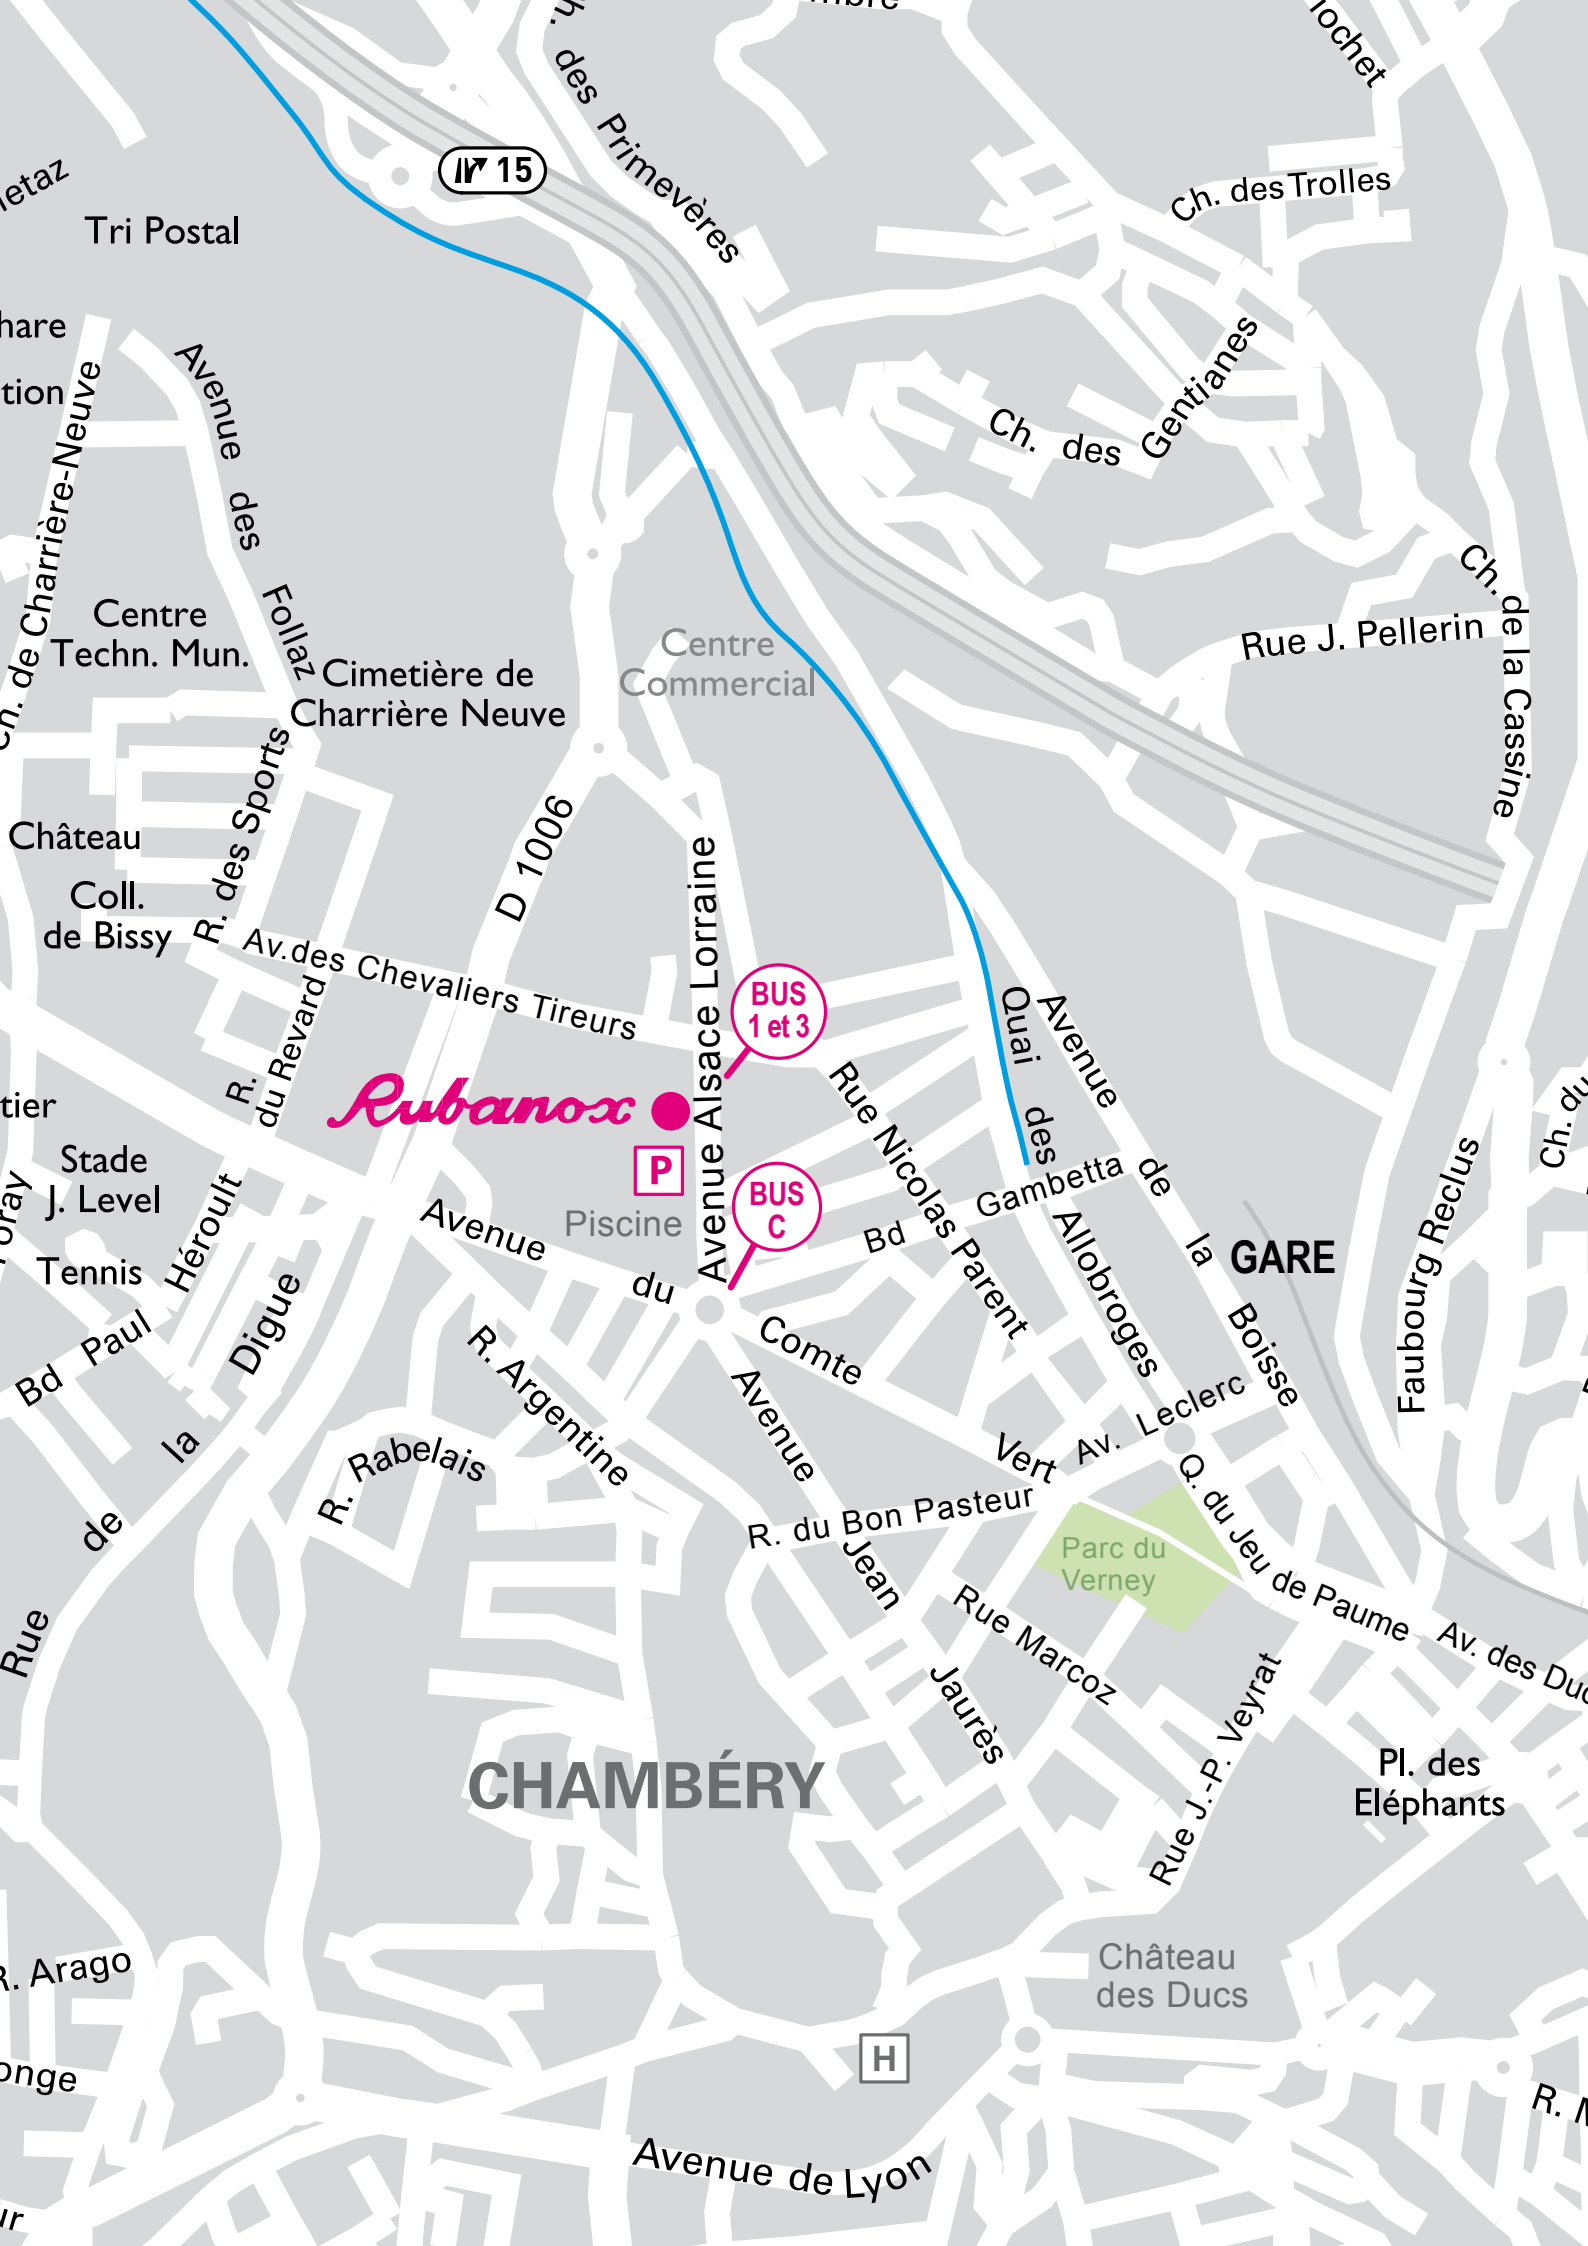 Ch. des Primevères
15
Ch. des Trolles
Tri Postal
Avenue des Follaz
Ch. des Gentianes
Ch. de Charrière-Neuve
Ch. de la Cassine
Rue J. Pellerin
Centre
Techn. Mun.
Cimetière de
Charrière Neuve
Centre
Commercial
R. des Sports
D 1006
Château
Coll.
de Bissy
Av. des Chevaliers Tireurs
Avenue Alsace Lorraine
BUS
1 et 3
R. du Revard
Rubanox
P
Piscine
BUS
C
Quai des Allobroges
Avenue de la Boisse
Rue Nicolas Parent
Bd Gambetta
GARE
Faubourg Reclus
Ch. du
Stade
J. Level
Tennis
Bd Paul Héroult
Rue de la Digue
Avenue du Comte Vert
R. Argentine
R. Rabelais
Avenue Jean Jaurès
Av. Leclerc
R. du Bon Pasteur
Q. du Jeu de Paume
Parc du
Verney
Rue Marcoz
Av. des Duc
Rue J.-P. Veyrat
CHAMBÉRY
Pl. des
Eléphants
R. Arago
Château
des Ducs
H
Avenue de Lyon